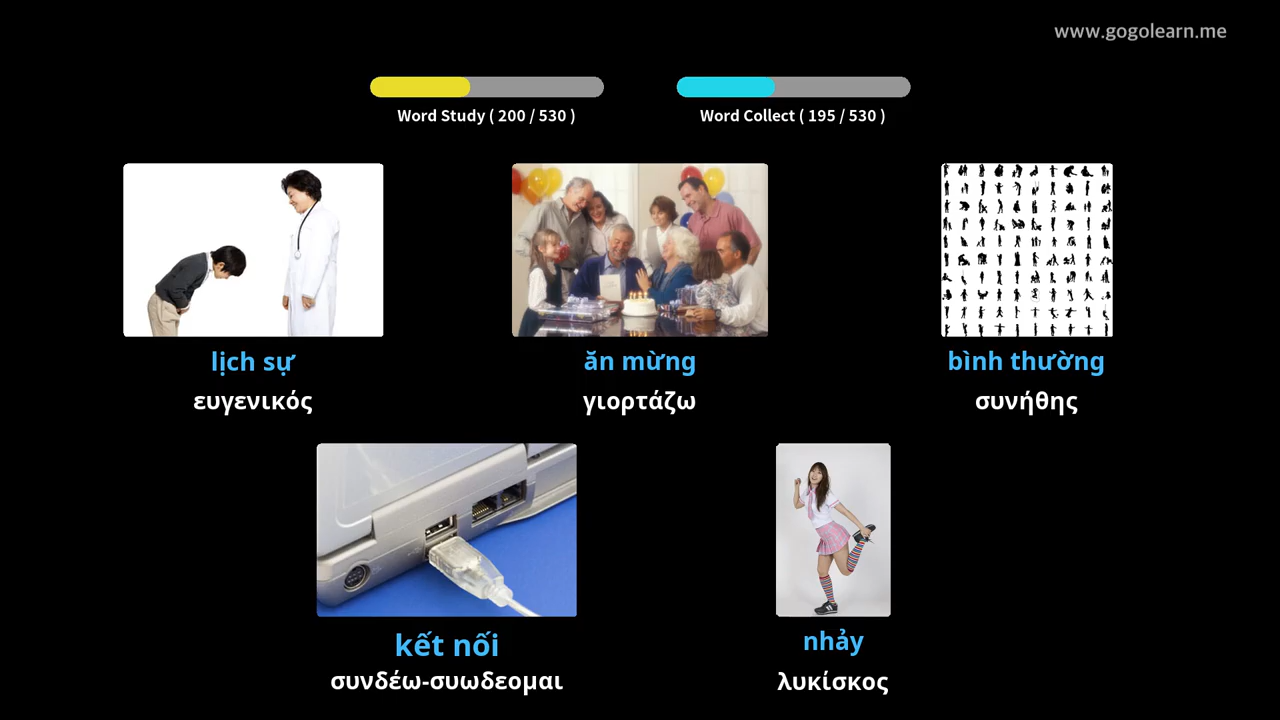 www.gogolearn.me
Word Study ( 200 / 530 )
Word Collect ( 195 / 530 )
lịch sự
ευγενικός
ăn mừng
γιορτάζω
bình thường
συνήθης
kết nối
συνδέω-συωδεομαι
nhảy
λυκίσκος